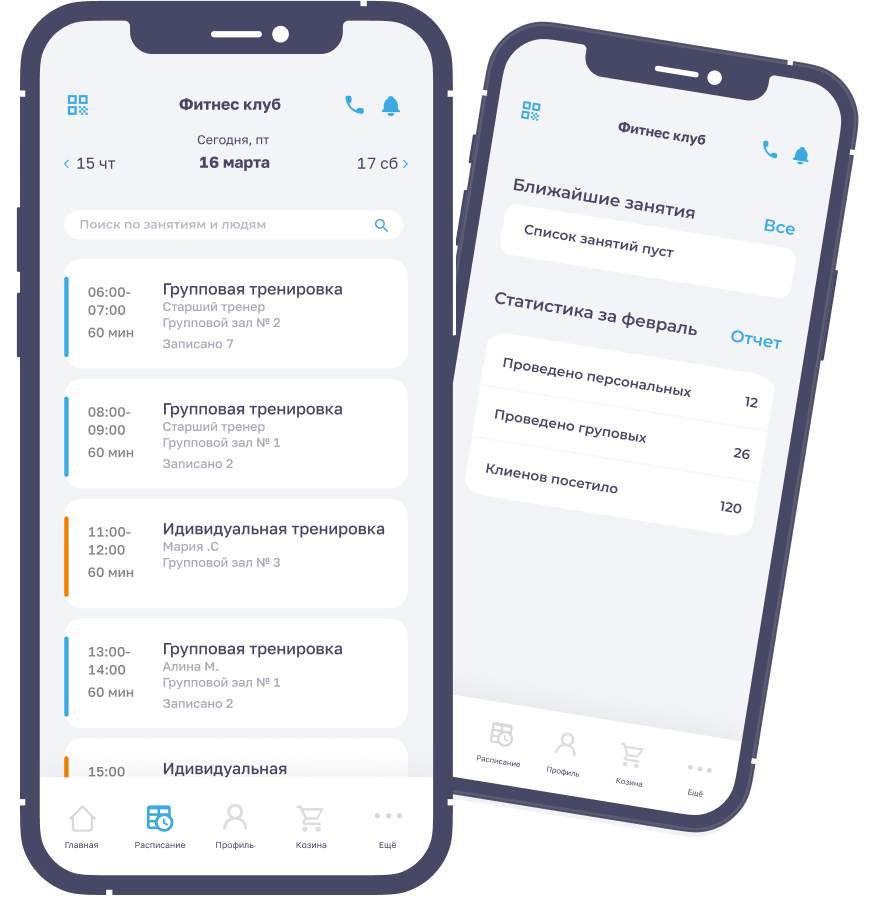 Фитнес клуб
Сегодня, пт
15 чт 16 марта 17 сб
Поиск по занятиям и людям
06:00-
07:00
60 мин
Групповая тренировка
Старший тренер
Групповой зал № 2
Записано 7
08:00-
09:00
60 мин
Групповая тренировка
Старший тренер
Групповой зал № 1
Записано 2
11:00-
12:00
60 мин
Идивидуальная тренировка
Мария .С
Групповой зал № 3
13:00-
14:00
60 мин
Групповая тренировка
Алина М.
Групповой зал № 1
Записано 2
15:00
Идивидуальная
Главная Расписание Профиль Козина Ещё
Фитнес клуб
Ближайшие занятия Все
Список занятий пуст
Статистика за февраль Отчет
Проведено персональных 12
Проведено груповых 26
Клиенов посетило 120
Расписание Профиль Козина Ещё